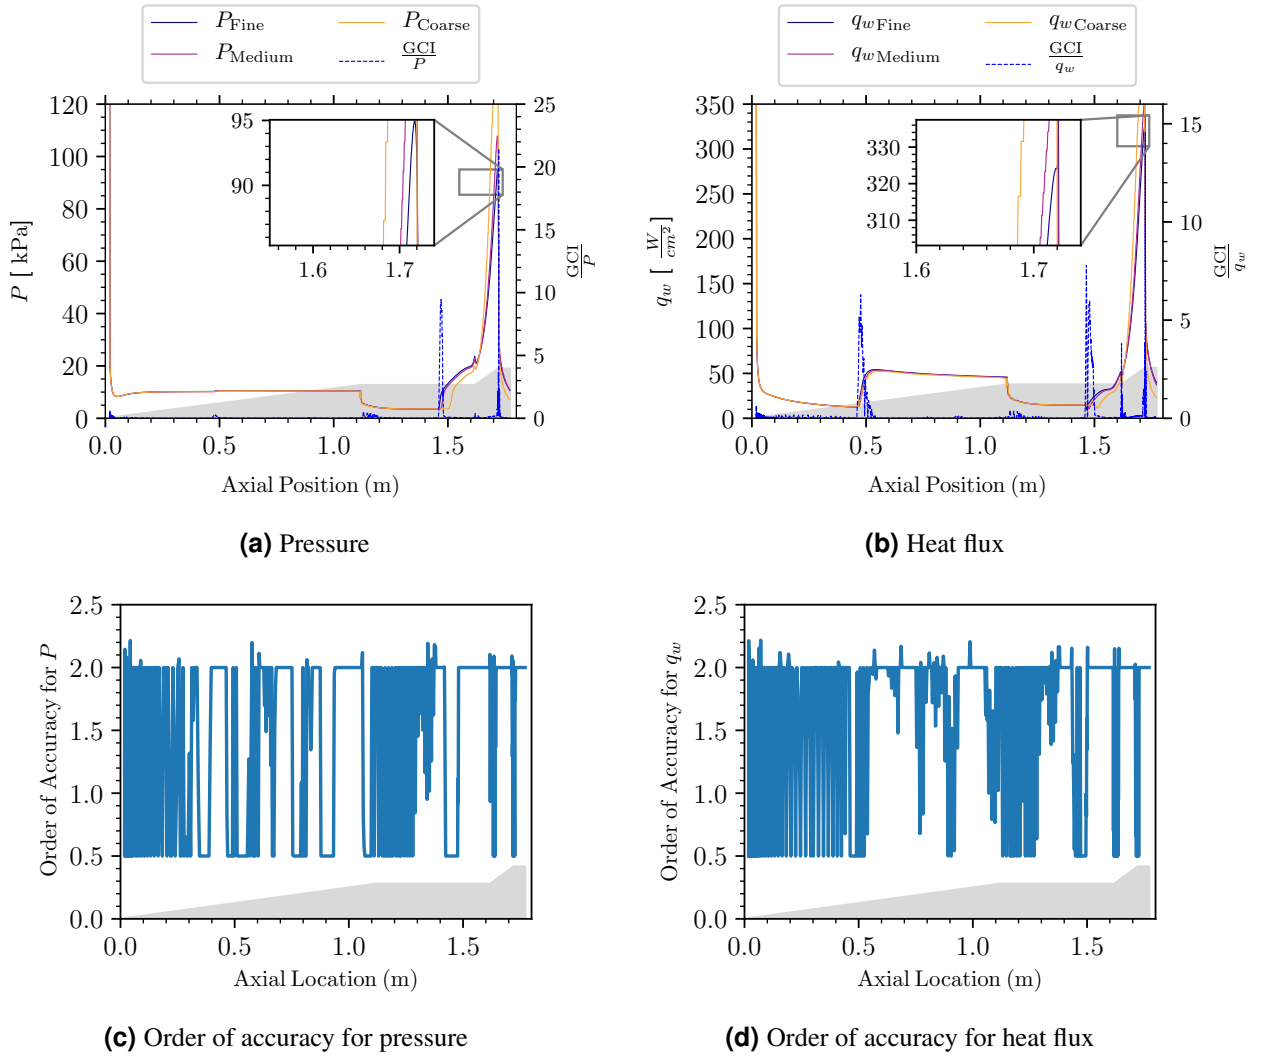 P_Fine P_Coarse
P_Medium GCI/P
120
100
80
60
40
20
0
P [ kPa]
95
90
1.6 1.7
25
20
15
10
5
0
GCI/P
0.0 0.5 1.0 1.5
Axial Position (m)
(a) Pressure
q_w Fine q_w Coarse
q_w Medium GCI/q_w
350
300
250
200
150
100
50
0
q_w [ W/cm^2 ]
330
320
310
1.6 1.7
15
10
5
0
GCI/q_w
0.0 0.5 1.0 1.5
Axial Position (m)
(b) Heat flux
2.5
2.0
1.5
1.0
0.5
0.0
Order of Accuracy for P
0.0 0.5 1.0 1.5
Axial Location (m)
(c) Order of accuracy for pressure
2.5
2.0
1.5
1.0
0.5
0.0
Order of Accuracy for q_w
0.0 0.5 1.0 1.5
Axial Location (m)
(d) Order of accuracy for heat flux